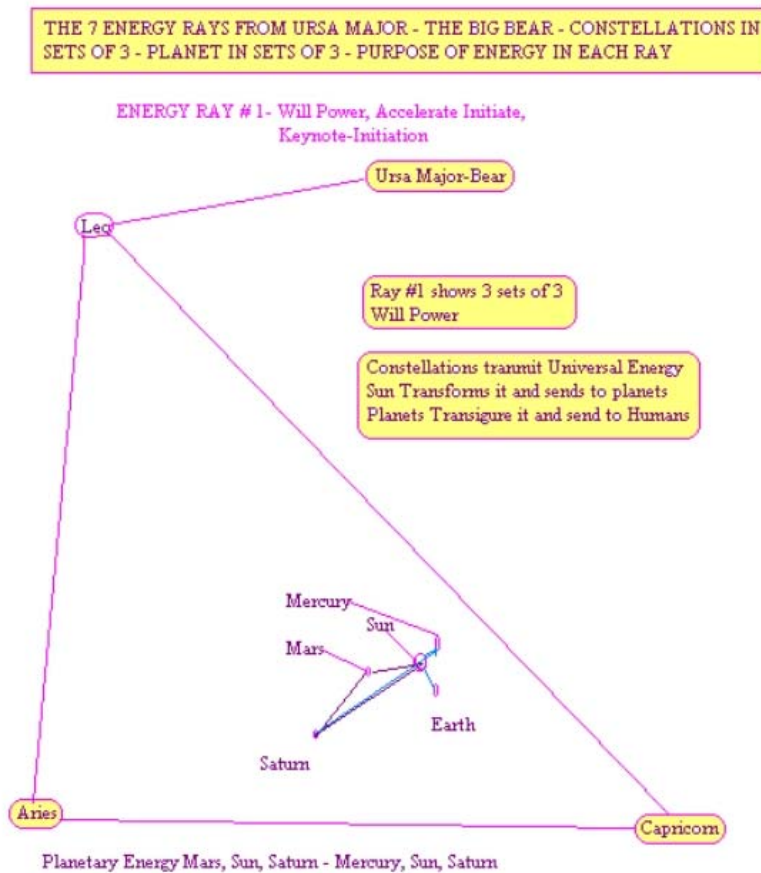 THE 7 ENERGY RAYS FROM URSA MAJOR - THE BIG BEAR - CONSTELLATIONS IN
SETS OF 3 - PLANET IN SETS OF 3 - PURPOSE OF ENERGY IN EACH RAY
ENERGY RAY # 1- Will Power, Accelerate Initiate,
Keynote-Initiation
Ursa Major-Bear
Leo
Ray #1 shows 3 sets of 3
Will Power
Constellations tranmit Universal Energy
Sun Transforms it and sends to planets
Planets Transigure it and send to Humans
Mercury
Sun
Mars
Earth
Saturn
Aries
Capricorn
Planetary Energy Mars, Sun, Saturn - Mercury, Sun, Saturn